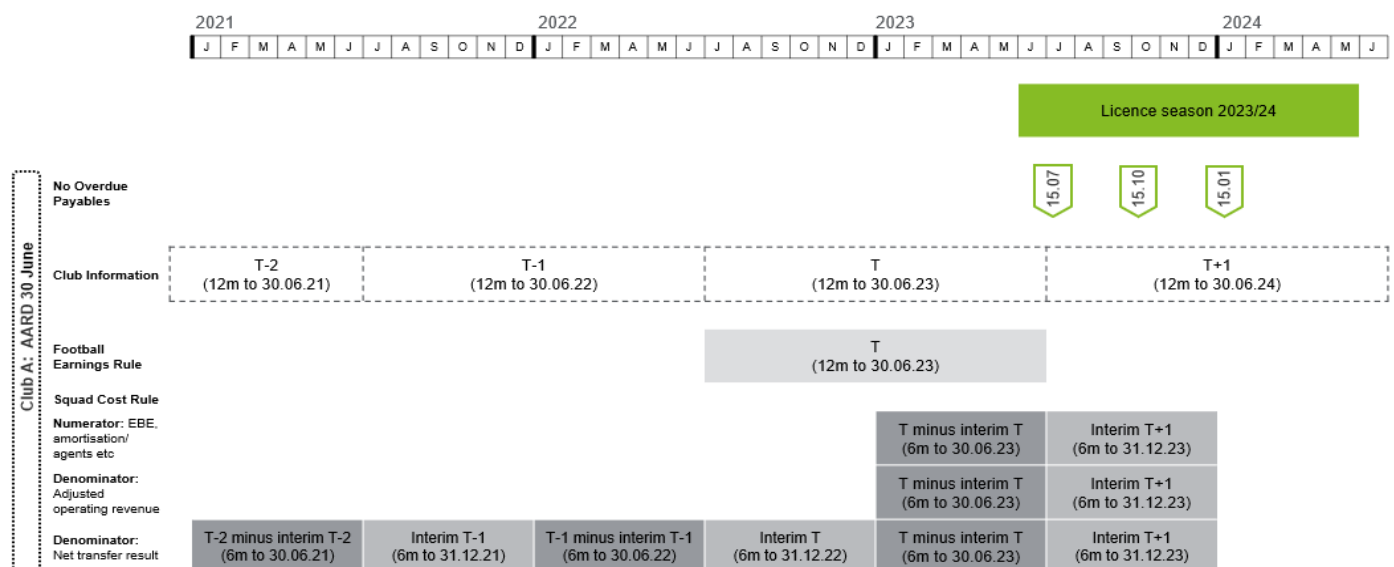 2021 2022 2023 2024
J F M A M J J A S O N D J F M A M J J A S O N D J F M A M J J A S O N D J F M A M J
Licence season 2023/24
Club A: AARD 30 June
No Overdue
Payables
15.07 15.10 15.01
Club Information
T-2 T-1 T T+1
(12m to 30.06.21) (12m to 30.06.22) (12m to 30.06.23) (12m to 30.06.24)
Football
Earnings Rule
T
(12m to 30.06.23)
Squad Cost Rule
Numerator: EBE,
amortisation/
agents etc
T minus interim T Interim T+1
(6m to 30.06.23) (6m to 31.12.23)
Denominator:
Adjusted
operating revenue
T minus interim T Interim T+1
(6m to 30.06.23) (6m to 31.12.23)
Denominator:
Net transfer result
T-2 minus interim T-2 Interim T-1 T-1 minus interim T-1 Interim T T minus interim T Interim T+1
(6m to 30.06.21) (6m to 31.12.21) (6m to 30.06.22) (6m to 31.12.22) (6m to 30.06.23) (6m to 31.12.23)